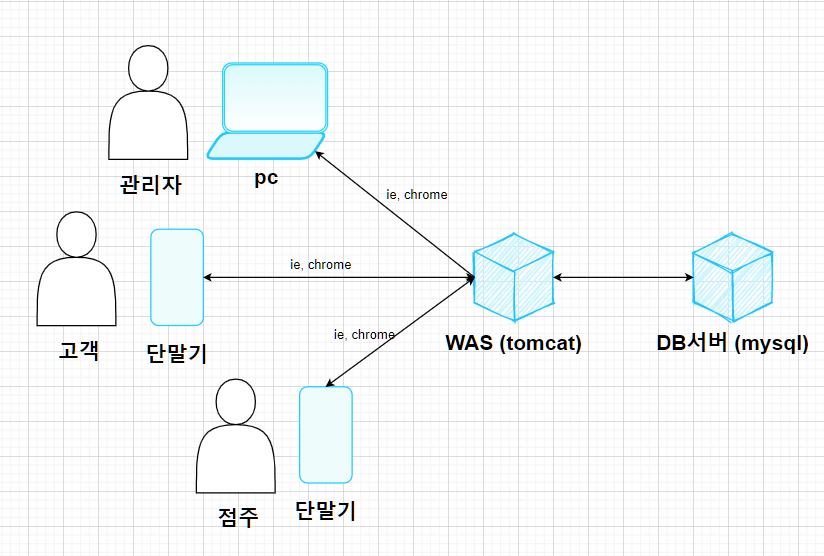 관리자
pc
ie, chrome
고객
단말기
ie, chrome
ie, chrome
WAS (tomcat)
DB서버 (mysql)
점주
단말기